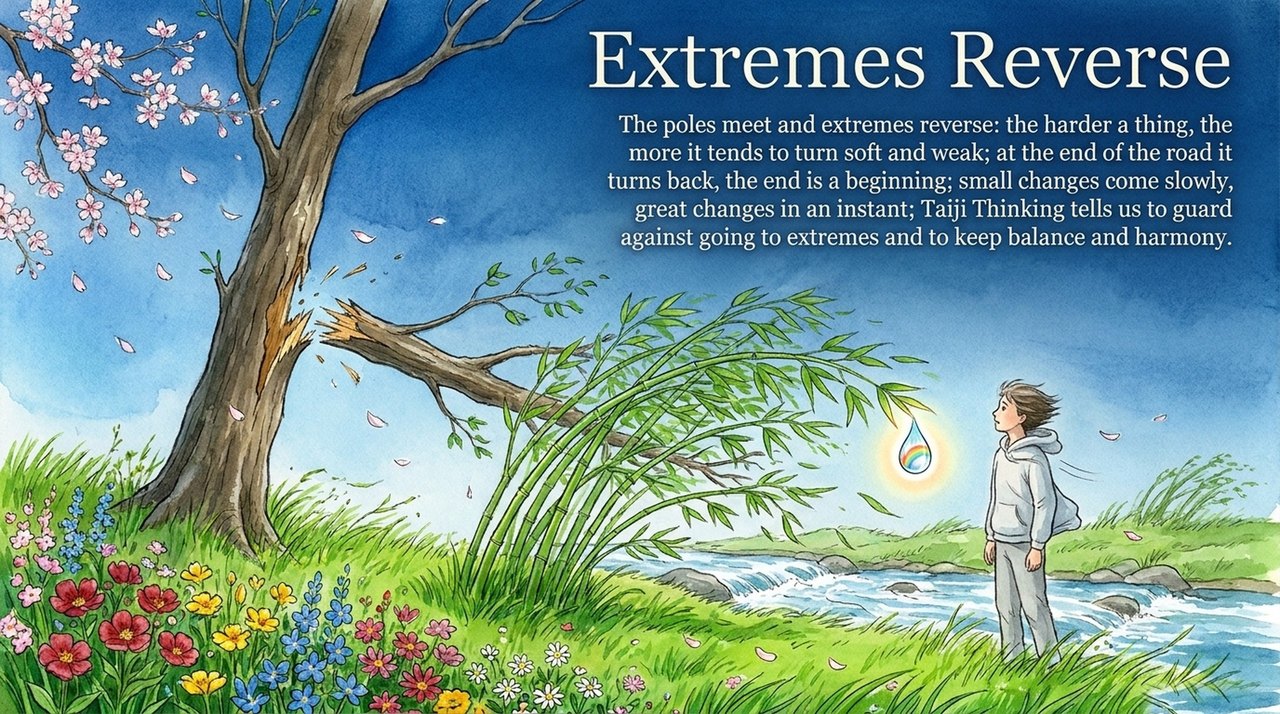 Extremes Reverse
The poles meet and extremes reverse: the harder a thing, the
more it tends to turn soft and weak; at the end of the road it
turns back, the end is a beginning; small changes come slowly,
great changes in an instant; Taiji Thinking tells us to guard
against going to extremes and to keep balance and harmony.